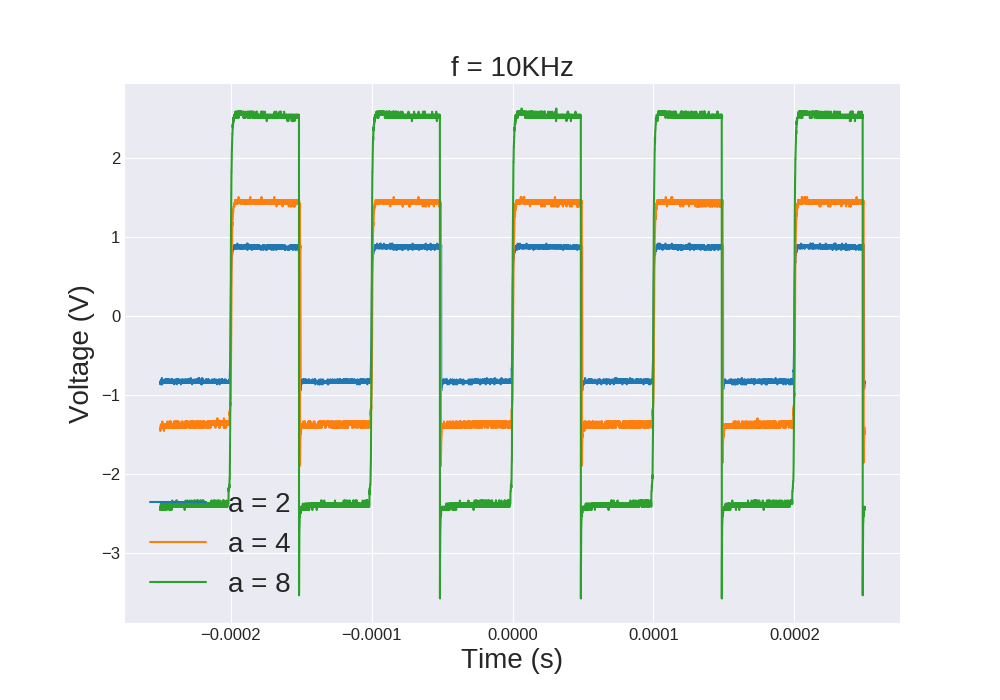 f = 10KHz
Voltage (V)
2
1
0
−1
−2
−3
a = 2
a = 4
a = 8
−0.0002
−0.0001
0.0000
0.0001
0.0002
Time (s)